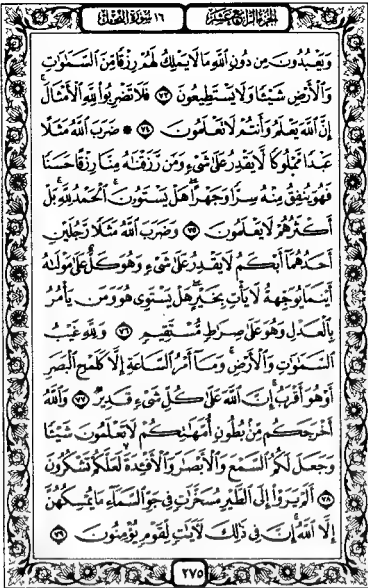 الجزء الرابع عشر ١٦ سورة النحل
وَيَعْبُدُونَ مِن دُونِ ٱللَّهِ مَا لَا يَمْلِكُ لَهُمْ رِزْقًا مِّنَ ٱلسَّمَٰوَٰتِ
وَٱلْأَرْضِ شَيْـًٔا وَلَا يَسْتَطِيعُونَ ٧٣ فَلَا تَضْرِبُوا۟ لِلَّهِ ٱلْأَمْثَالَ
إِنَّ ٱللَّهَ يَعْلَمُ وَأَنتُمْ لَا تَعْلَمُونَ ٧٤ ۞ ضَرَبَ ٱللَّهُ مَثَلًا
عَبْدًا مَّمْلُوكًا لَّا يَقْدِرُ عَلَىٰ شَىْءٍ وَمَن رَّزَقْنَٰهُ مِنَّا رِزْقًا حَسَنًا
فَهُوَ يُنفِقُ مِنْهُ سِرًّا وَجَهْرًا ۖ هَلْ يَسْتَوُۥنَ ۚ ٱلْحَمْدُ لِلَّهِ ۚ بَلْ
أَكْثَرُهُمْ لَا يَعْلَمُونَ ٧٥ وَضَرَبَ ٱللَّهُ مَثَلًا رَّجُلَيْنِ
أَحَدُهُمَآ أَبْكَمُ لَا يَقْدِرُ عَلَىٰ شَىْءٍ وَهُوَ كَلٌّ عَلَىٰ مَوْلَىٰهُ
أَيْنَمَا يُوَجِّههُّ لَا يَأْتِ بِخَيْرٍ ۖ هَلْ يَسْتَوِى هُوَ وَمَن يَأْمُرُ
بِٱلْعَدْلِ ۙ وَهُوَ عَلَىٰ صِرَٰطٍ مُّسْتَقِيمٍ ٧٦ وَلِلَّهِ غَيْبُ
ٱلسَّمَٰوَٰتِ وَٱلْأَرْضِ ۚ وَمَآ أَمْرُ ٱلسَّاعَةِ إِلَّا كَلَمْحِ ٱلْبَصَرِ
أَوْ هُوَ أَقْرَبُ ۚ إِنَّ ٱللَّهَ عَلَىٰ كُلِّ شَىْءٍ قَدِيرٌ ٧٧ وَٱللَّهُ
أَخْرَجَكُم مِّنۢ بُطُونِ أُمَّهَٰتِكُمْ لَا تَعْلَمُونَ شَيْـًٔا
وَجَعَلَ لَكُمُ ٱلسَّمْعَ وَٱلْأَبْصَٰرَ وَٱلْأَفْـِٔدَةَ ۙ لَعَلَّكُمْ تَشْكُرُونَ
٧٨ أَلَمْ يَرَوْا۟ إِلَى ٱلطَّيْرِ مُسَخَّرَٰتٍ فِى جَوِّ ٱلسَّمَآءِ مَا يُمْسِكُهُنَّ
إِلَّا ٱللَّهُ ۗ إِنَّ فِى ذَٰلِكَ لَءَايَٰتٍ لِّقَوْمٍ يُؤْمِنُونَ ٧٩
٢٧٥